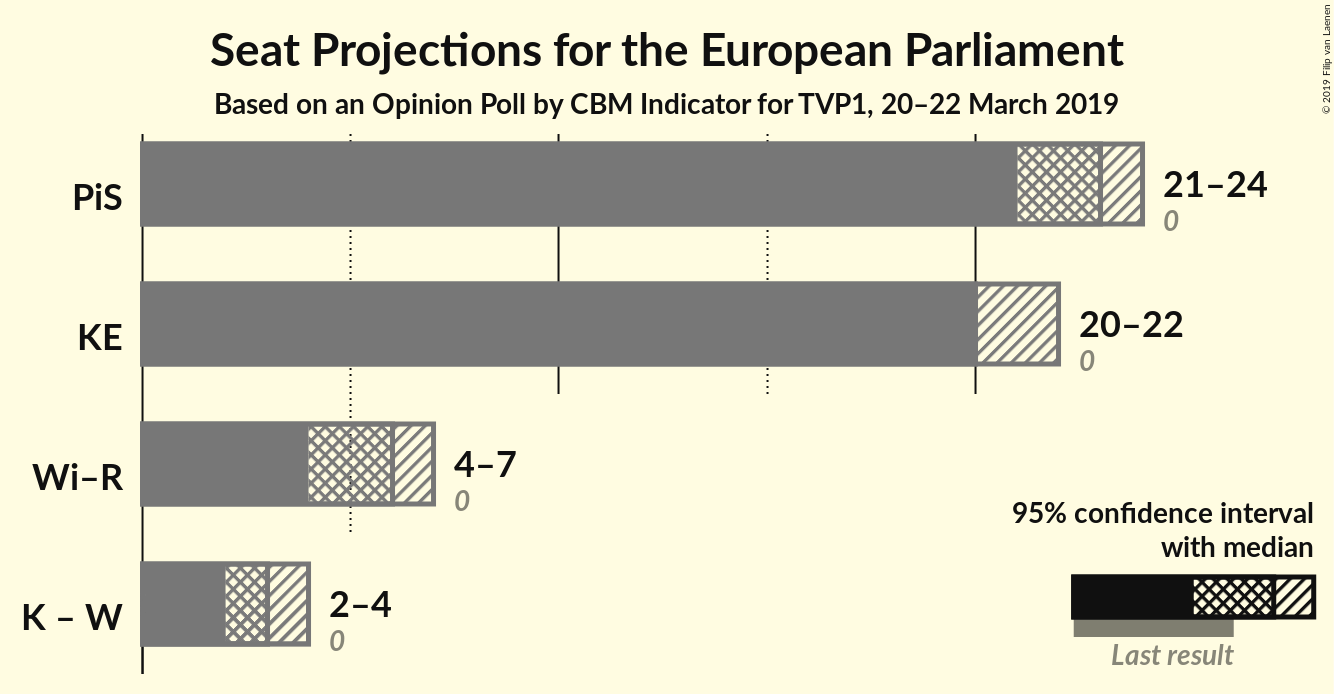 Seat Projections for the European Parliament
Based on an Opinion Poll by CBM Indicator for TVP1, 20–22 March 2019
© 2019 Filip van Laenen
PiS
21–24
0
KE
20–22
0
Wi–R
4–7
0
K – W
2–4
0
95% confidence interval
with median
Last result